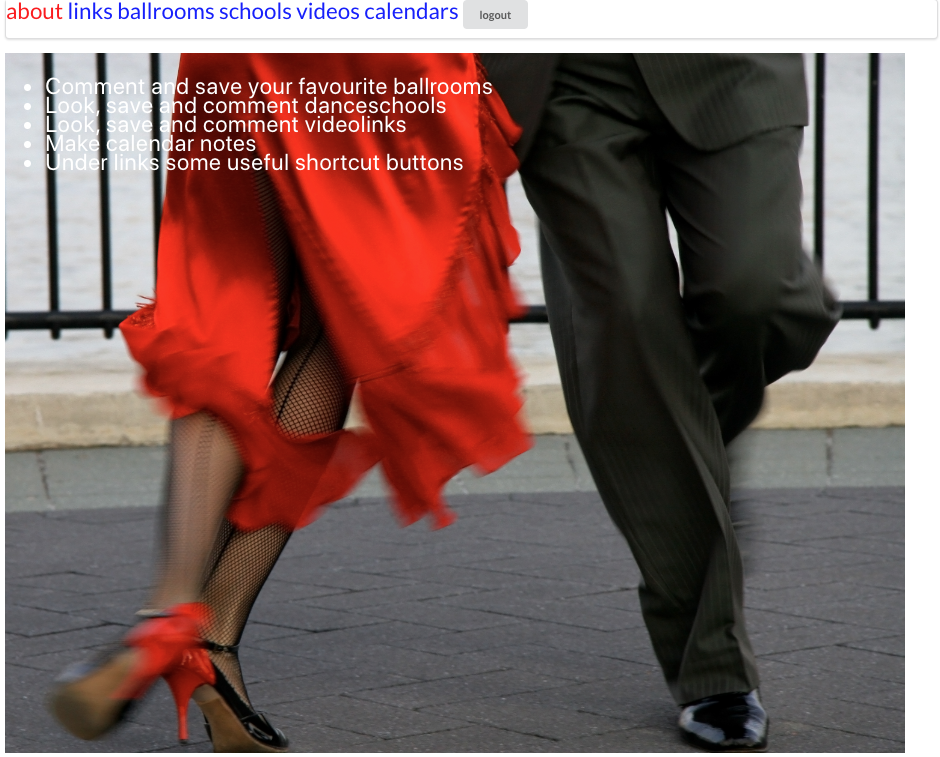 about links ballrooms schools videos calendars logout
Comment and save your favourite ballrooms
Look, save and comment danceschools
Look, save and comment videolinks
Make calendar notes
Under links some useful shortcut buttons